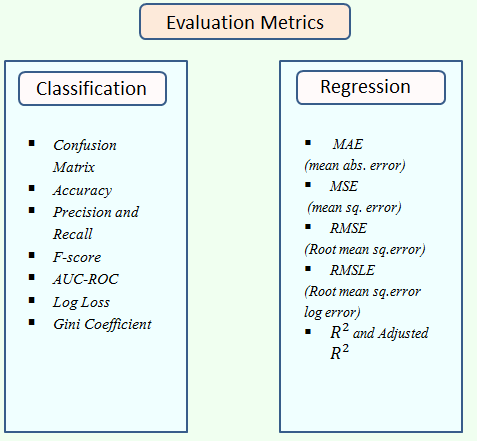 Evaluation Metrics
Classification
▪ Confusion
Matrix
▪ Accuracy
▪ Precision and
Recall
▪ F-score
▪ AUC-ROC
▪ Log Loss
▪ Gini Coefficient
Regression
▪ MAE
(mean abs. error)
▪ MSE
(mean sq. error)
▪ RMSE
(Root mean sq.error)
▪ RMSLE
(Root mean sq.error
log error)
▪ R² and Adjusted
R²